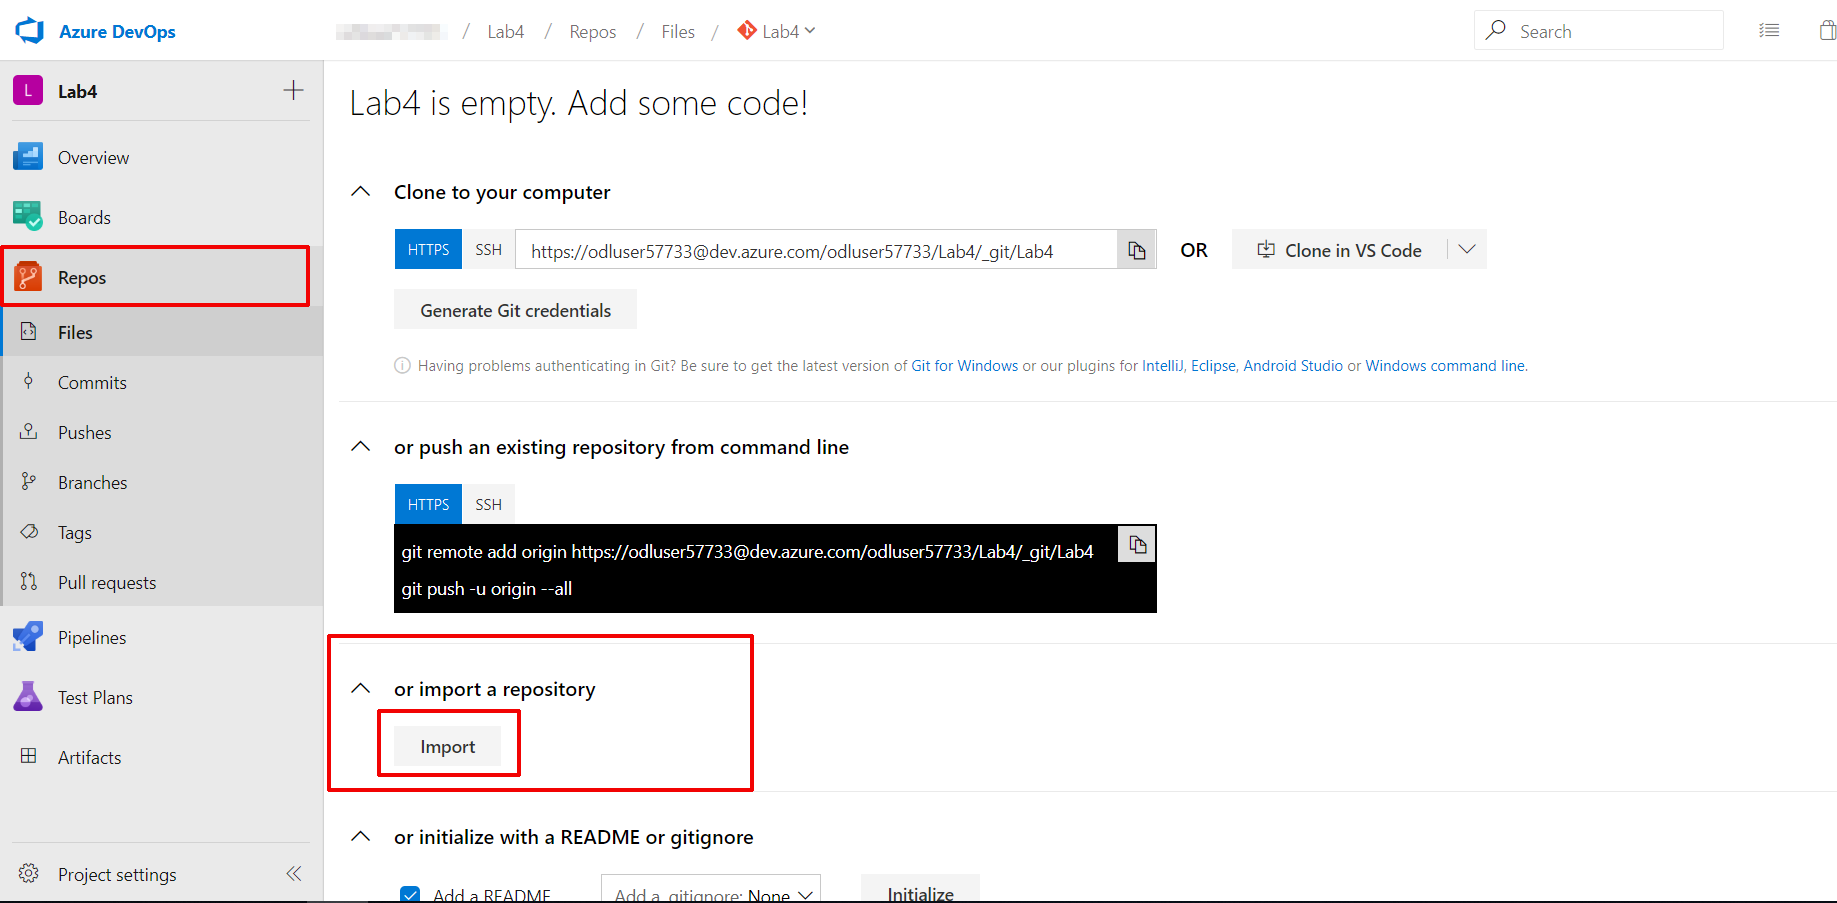 Azure DevOps
/ Lab4 / Repos / Files / Lab4
Search
L Lab4
Overview
Boards
Repos
Files
Commits
Pushes
Branches
Tags
Pull requests
Pipelines
Test Plans
Artifacts
Project settings
Lab4 is empty. Add some code!
Clone to your computer
HTTPS SSH https://odluser57733@dev.azure.com/odluser57733/Lab4/_git/Lab4 OR Clone in VS Code
Generate Git credentials
Having problems authenticating in Git? Be sure to get the latest version of Git for Windows or our plugins for IntelliJ, Eclipse, Android Studio or Windows command line.
or push an existing repository from command line
HTTPS SSH
git remote add origin https://odluser57733@dev.azure.com/odluser57733/Lab4/_git/Lab4
git push -u origin --all
or import a repository
Import
or initialize with a README or gitignore
Add a README Add a .gitignore: None Initialize